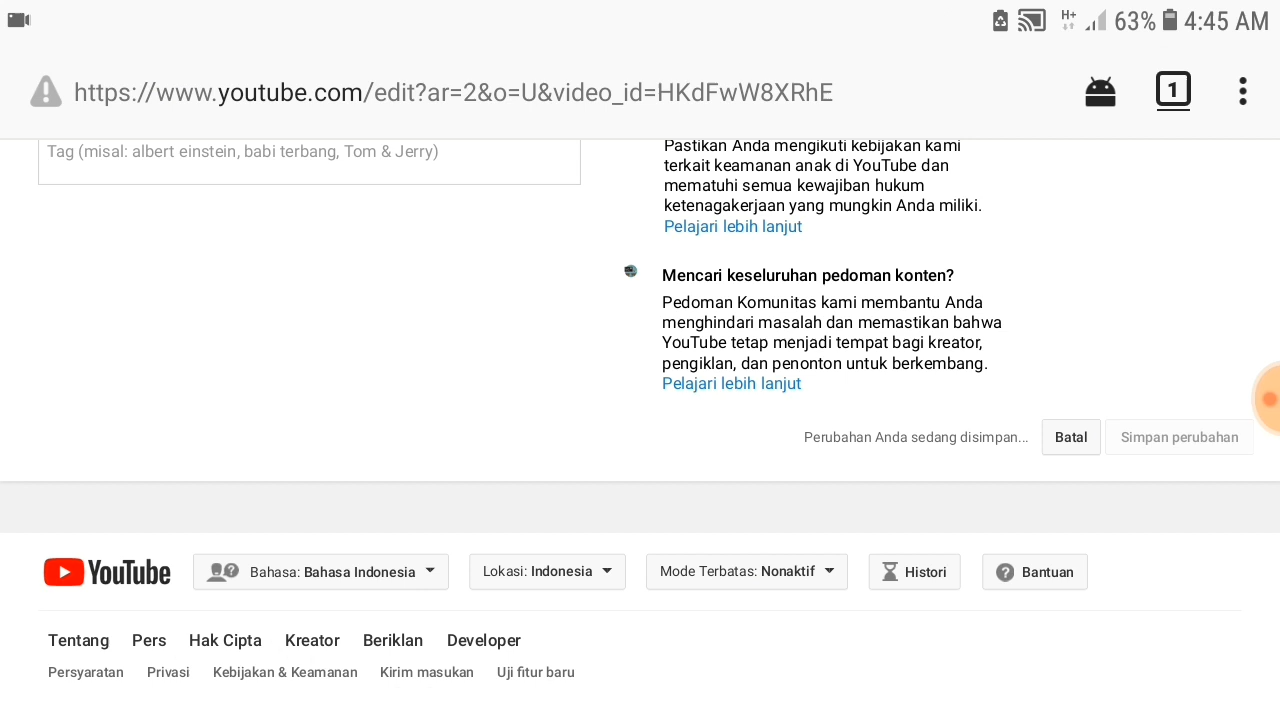 H+ 63% 4:45 AM
https://www.youtube.com/edit?ar=2&o=U&video_id=HKdFwW8XRhE
1
Tag (misal: albert einstein, babi terbang, Tom & Jerry)
Pastikan Anda mengikuti kebijakan kami
terkait keamanan anak di YouTube dan
mematuhi semua kewajiban hukum
ketenagakerjaan yang mungkin Anda miliki.
Pelajari lebih lanjut
Mencari keseluruhan pedoman konten?
Pedoman Komunitas kami membantu Anda
menghindari masalah dan memastikan bahwa
YouTube tetap menjadi tempat bagi kreator,
pengiklan, dan penonton untuk berkembang.
Pelajari lebih lanjut
Perubahan Anda sedang disimpan... Batal Simpan perubahan
YouTube Bahasa: Bahasa Indonesia Lokasi: Indonesia Mode Terbatas: Nonaktif Histori Bantuan
Tentang Pers Hak Cipta Kreator Beriklan Developer
Persyaratan Privasi Kebijakan & Keamanan Kirim masukan Uji fitur baru